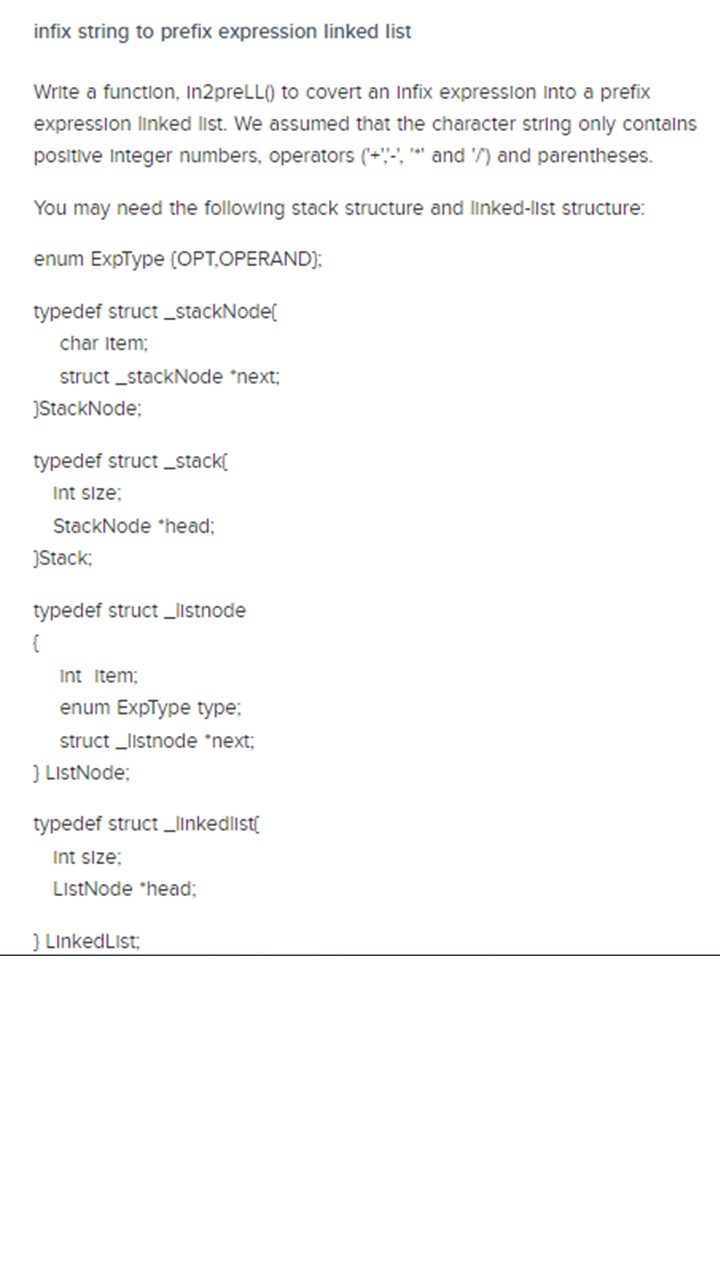 infix string to prefix expression linked list
Write a function, in2preLL() to covert an infix expression into a prefix
expression linked list. We assumed that the character string only contains
positive integer numbers, operators ('+','-', '*' and '/') and parentheses.
You may need the following stack structure and linked-list structure:
enum ExpType {OPT,OPERAND};
typedef struct _stackNode{
char item;
struct _stackNode *next;
}StackNode;
typedef struct _stack{
int size;
StackNode *head;
}Stack;
typedef struct _listnode
{
int item;
enum ExpType type;
struct _listnode *next;
} ListNode;
typedef struct _linkedlist{
int size;
ListNode *head;
} LinkedList;